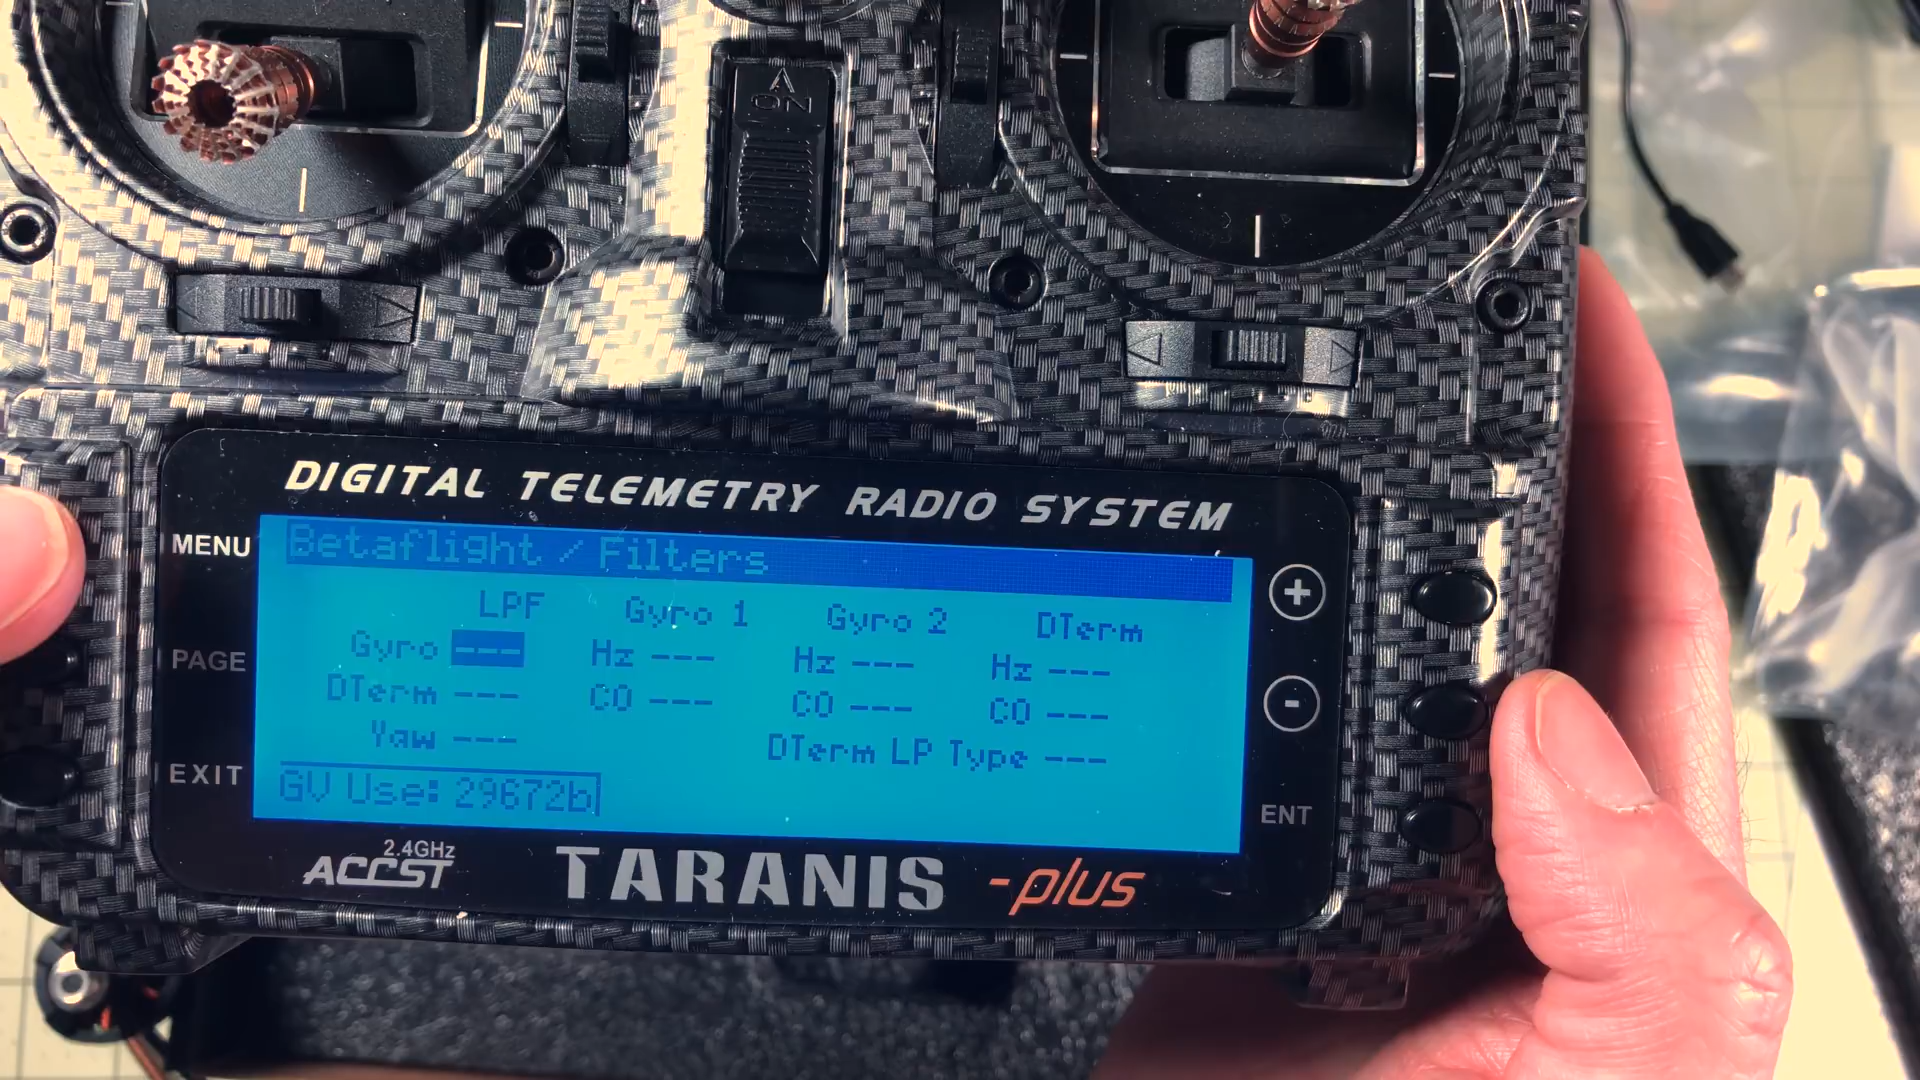 ON
DIGITAL TELEMETRY RADIO SYSTEM
MENU
PAGE
EXIT
Betaflight / Filters
LPF Gyro 1 Gyro 2 DTerm
Gyro --- Hz --- Hz --- Hz ---
DTerm --- CO --- CO --- CO ---
Yaw --- DTerm LP Type ---
GV Use: 29672b
+
-
ENT
2.4GHz
ACCST
TARANIS -plus